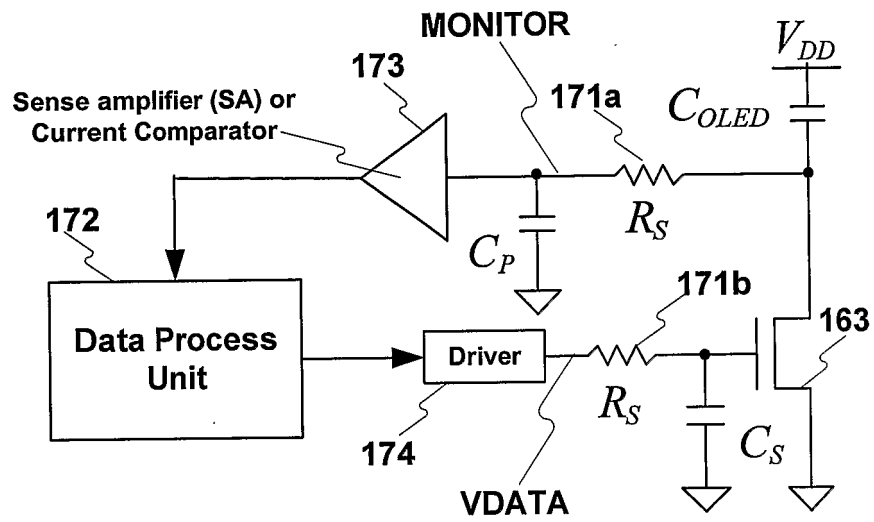 MONITOR
173
171a
V_DD
C_OLED
Sense amplifier (SA) or
Current Comparator
172
R_S
C_P
171b
163
Data Process
Unit
Driver
R_S
174
C_S
VDATA